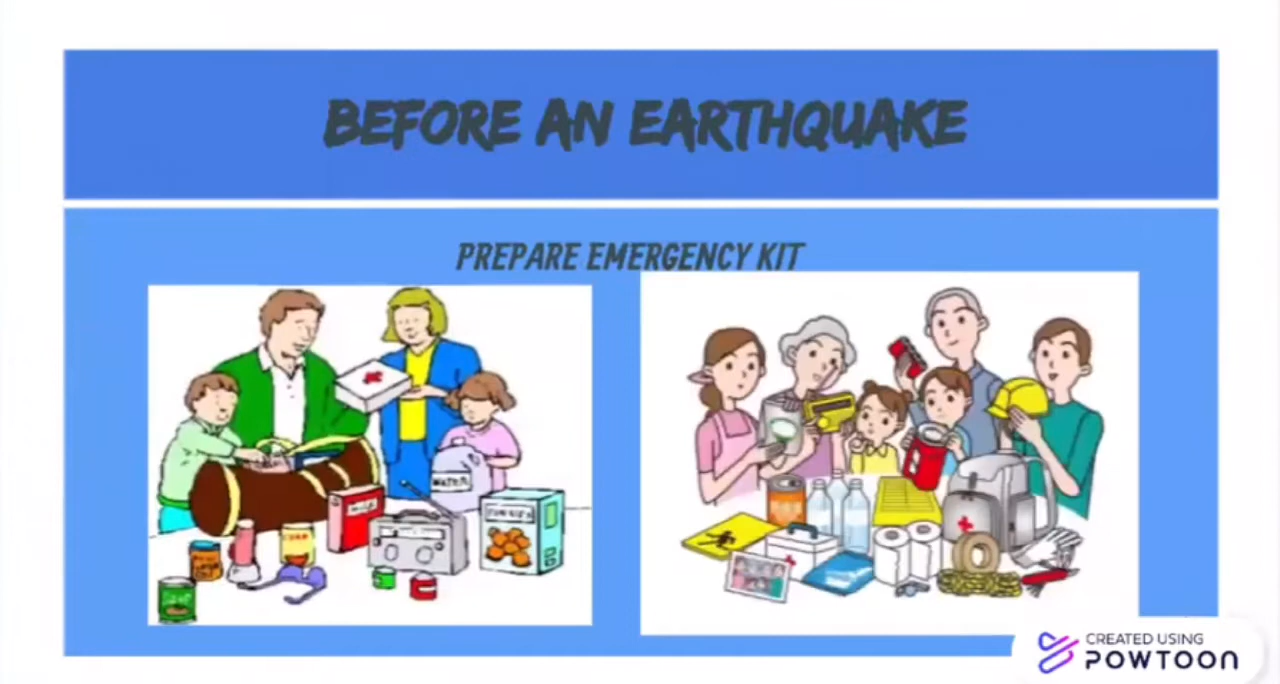 BEFORE AN EARTHQUAKE
PREPARE EMERGENCY KIT
WATER
CREATED USING
POWTOON